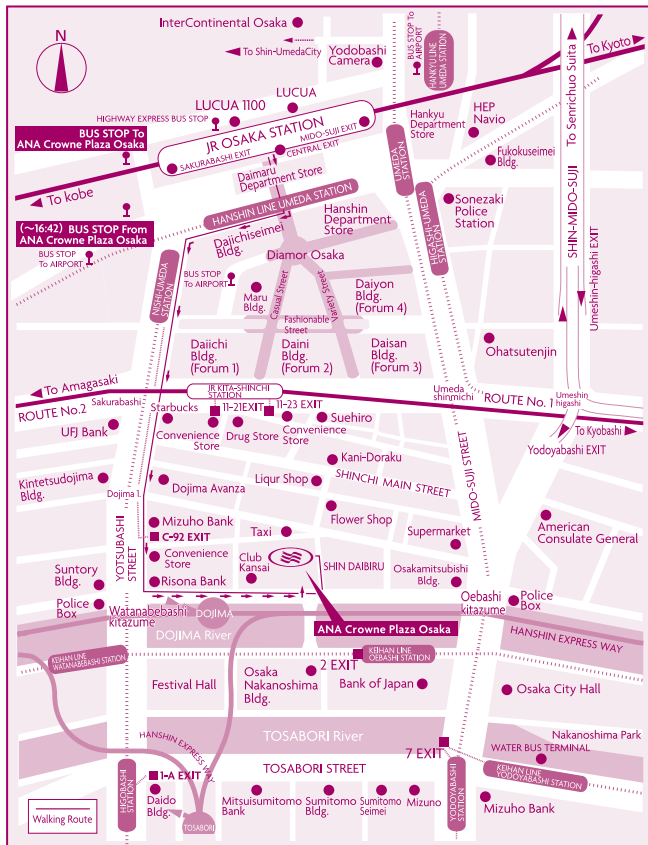 InterContinental Osaka
To Shin-UmedaCity
Yodobashi
Camera
BUS STOP To
AIRPORT
HANKYU LINE
UMEDA STATION
To Kyoto
N
LUCUA
LUCUA 1100
HIGHWAY EXPRESS BUS STOP
JR OSAKA STATION
MIDO-SUJI EXIT
SAKURABASHI EXIT
CENTRAL EXIT
BUS STOP To
ANA Crowne Plaza Osaka
Hankyu
Department
Store
HEP
Navio
Fukokuseimei
Bldg.
To Senrichuo Suita
SHIN-MIDO-SUJI
Umeshin-higashi EXIT
To kobe
Daimaru
Department Store
HANSHIN LINE UMEDA STATION
UMEDA
STATION
HIGASHI-UMEDA
STATION
Sonezaki
Police
Station
(〜16:42) BUS STOP From
ANA Crowne Plaza Osaka
BUS STOP
To AIRPORT
Daiichiseimei
Bldg.
Hanshin
Department
Store
Diamor Osaka
NISHI-UMEDA
STATION
BUS STOP
To AIRPORT
Maru
Bldg.
Casual Street
Variety Street
Daiyon
Bldg.
(Forum 4)
Fashionable
Street
Daiichi
Bldg.
(Forum 1)
Daini
Bldg.
(Forum 2)
Daisan
Bldg.
(Forum 3)
Ohatsutenjin
To Amagasaki
JR KITA-SHINCHI
STATION
ROUTE No.2
Sakurabashi
Umeda
shinmichi
ROUTE No. 1
Umeshin
higashi
To Kyobashi
Yodoyabashi EXIT
UFJ Bank
Starbucks
11-21EXIT
11-23 EXIT
Suehiro
Convenience
Store
Drug Store
Convenience
Store
Kani-Doraku
SHINCHI MAIN STREET
MIDO-SUJI STREET
Kintetsudojima
Bldg.
Dojima 1.
Dojima Avanza
Liqur Shop
Flower Shop
Mizuho Bank
C-92 EXIT
Taxi
Supermarket
American
Consulate General
YOTSUBASHI
STREET
Convenience
Store
Club
Kansai
SHIN DAIBIRU
Osakamitsubishi
Bldg.
Suntory
Bldg.
Risona Bank
Police
Box
Watanabebashi
kitazume
DOJIMA
DOJIMA River
ANA Crowne Plaza Osaka
Oebashi
kitazume
Police
Box
HANSHIN EXPRESS WAY
KEIHAN LINE
WATANABEBASHI STATION
2 EXIT
KEIHAN LINE
OEBASHI STATION
Festival Hall
Osaka
Nakanoshima
Bldg.
Bank of Japan
Osaka City Hall
HANSHIN EXPRESS WAY
TOSABORI River
7 EXIT
Nakanoshima Park
WATER BUS TERMINAL
TOSABORI STREET
KEIHAN LINE
YODOYABASHI STATION
HIGOBASHI
STATION
1-A EXIT
Daido
Bldg.
TOSABORI
Mitsuisumitomo
Bank
Sumitomo
Bldg.
Sumitomo
Seimei
Mizuno
YODOYABASHI
STATION
Mizuho Bank
Walking Route